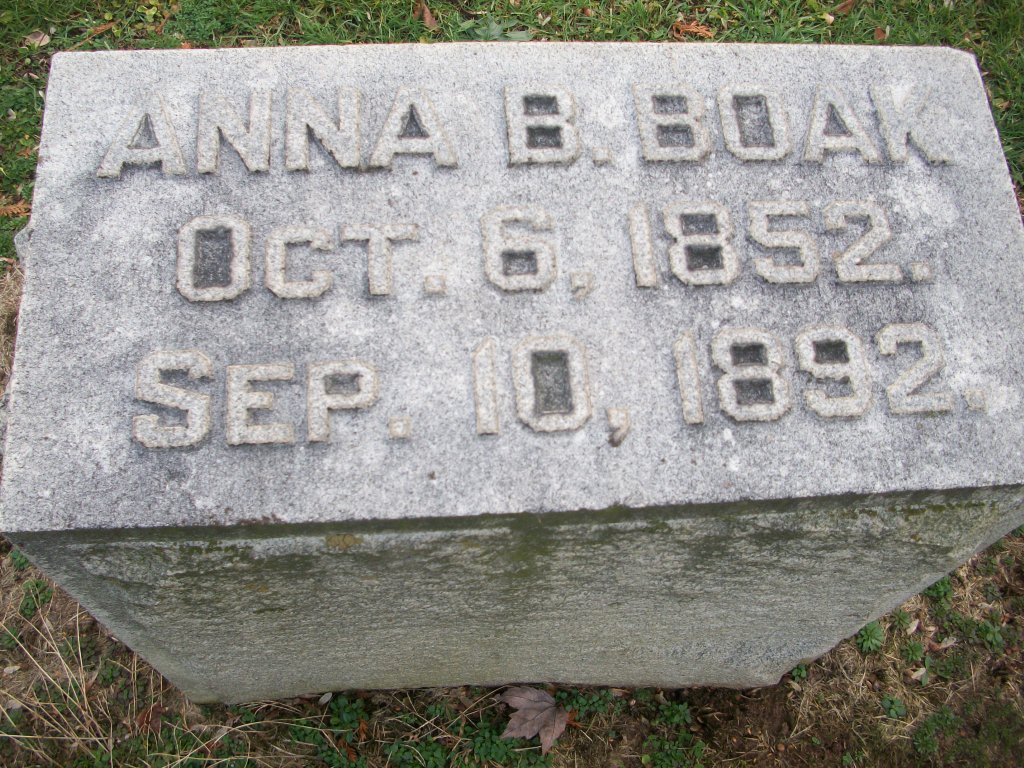 ANNA B. BOAK
OCT. 6, 1852.
SEP. 10, 1892.